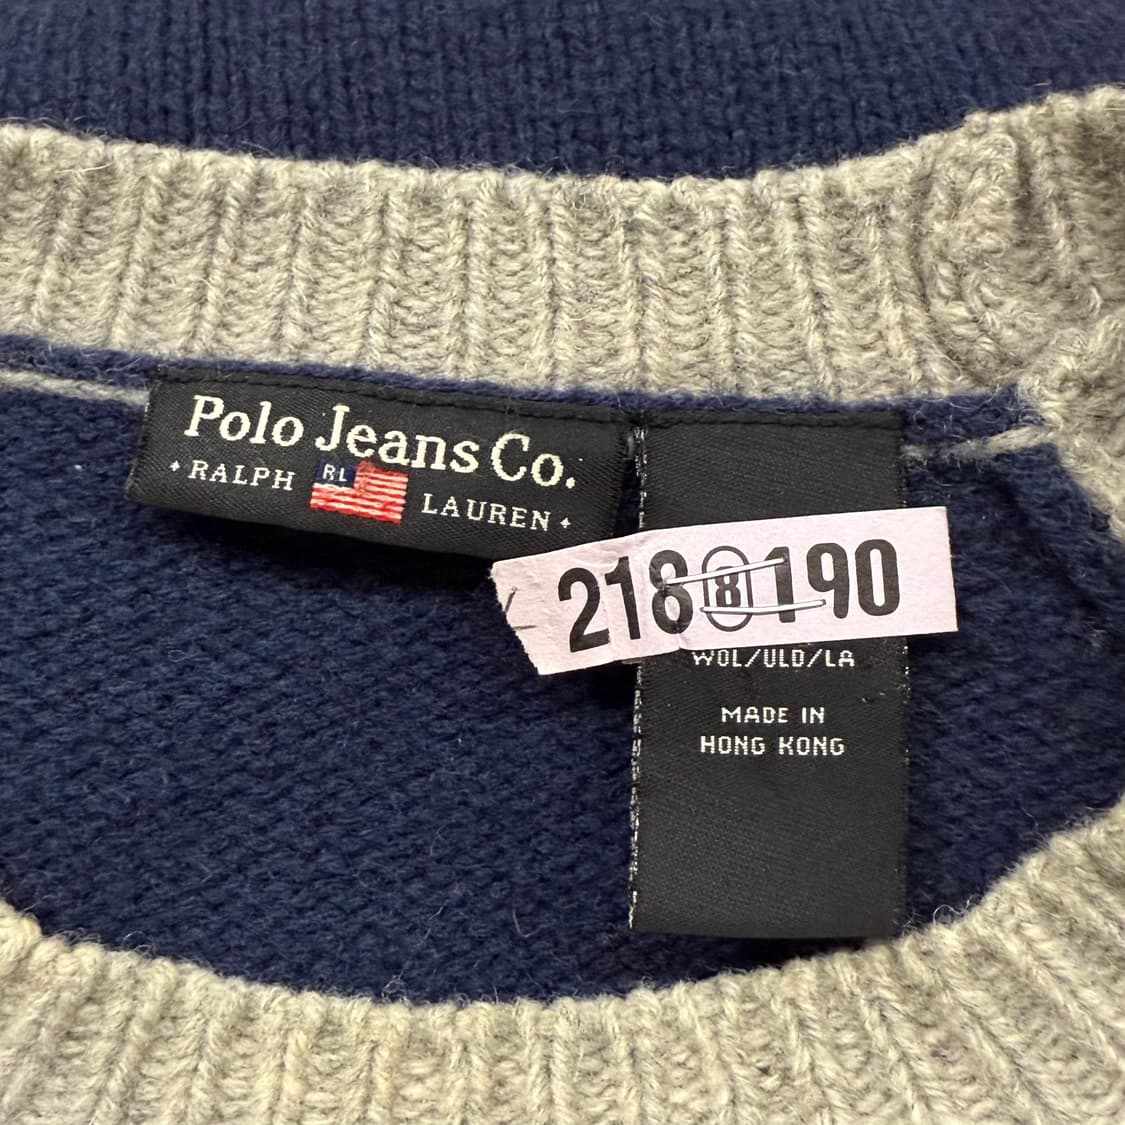 Polo Jeans Co.
RALPH RL LAUREN
218 8 190
WOL/ULD/LA
MADE IN
HONG KONG